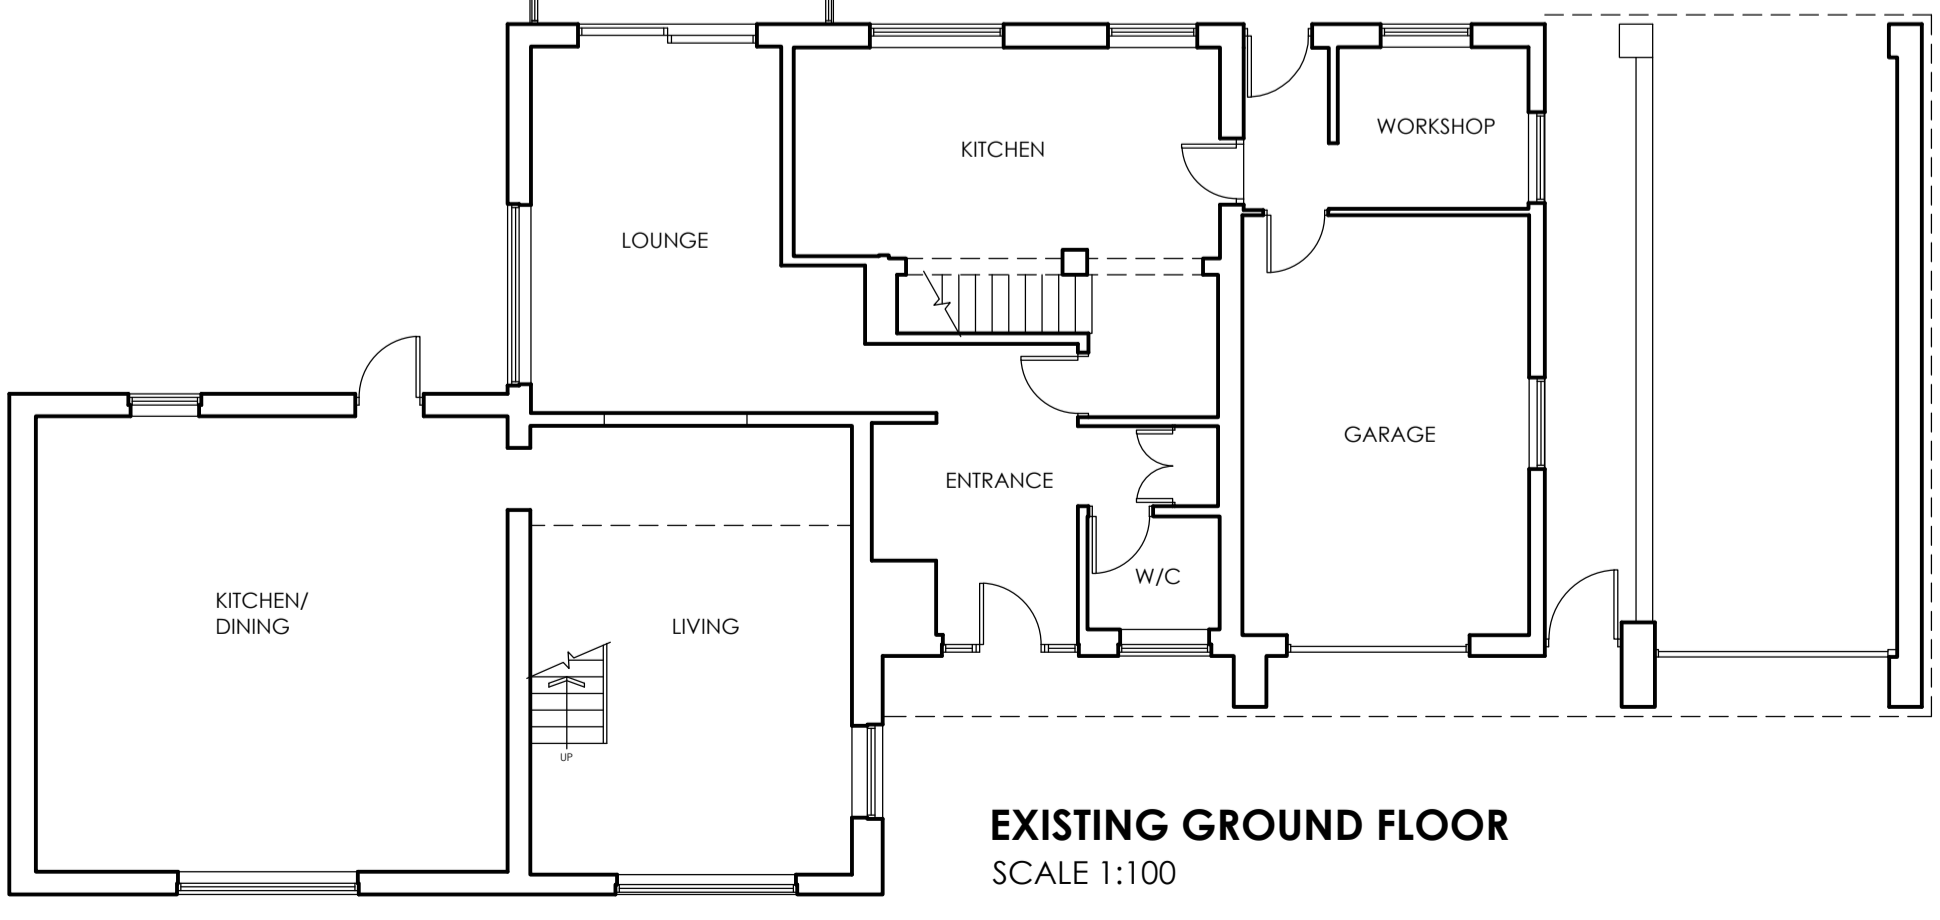 WORKSHOP
KITCHEN
LOUNGE
GARAGE
ENTRANCE
W/C
KITCHEN/
DINING
LIVING
UP
EXISTING GROUND FLOOR
SCALE 1:100